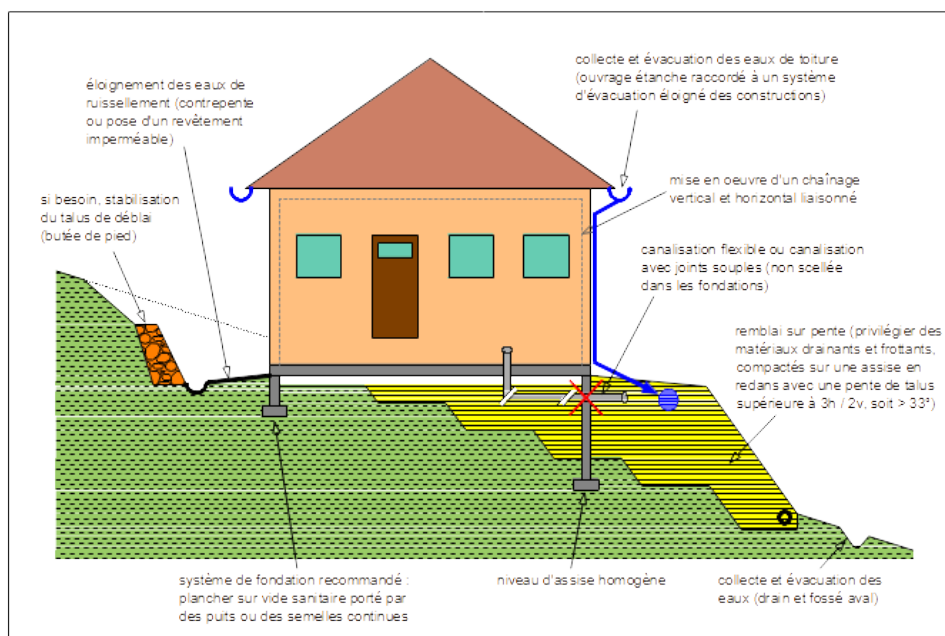 collecte et évacuation des eaux de toiture
(ouvrage étanche raccordé à un système
d'évacuation éloigné des constructions)
éloignement des eaux de
ruissellement (contrepente
ou pose d'un revêtement
imperméable)
mise en oeuvre d'un chaînage
vertical et horizontal liaisonné
si besoin, stabilisation
du talus de déblai
(butée de pied)
canalisation flexible ou canalisation
avec joints souples (non scellée
dans les fondations)
remblai sur pente (privilégier des
matériaux drainants et frottants,
compactés sur une assise en
redans avec une pente de talus
supérieure à 3h / 2v, soit > 33°)
système de fondation recommandé :
plancher sur vide sanitaire porté par
des puits ou des semelles continues
niveau d'assise homogène
collecte et évacuation des
eaux (drain et fossé aval)